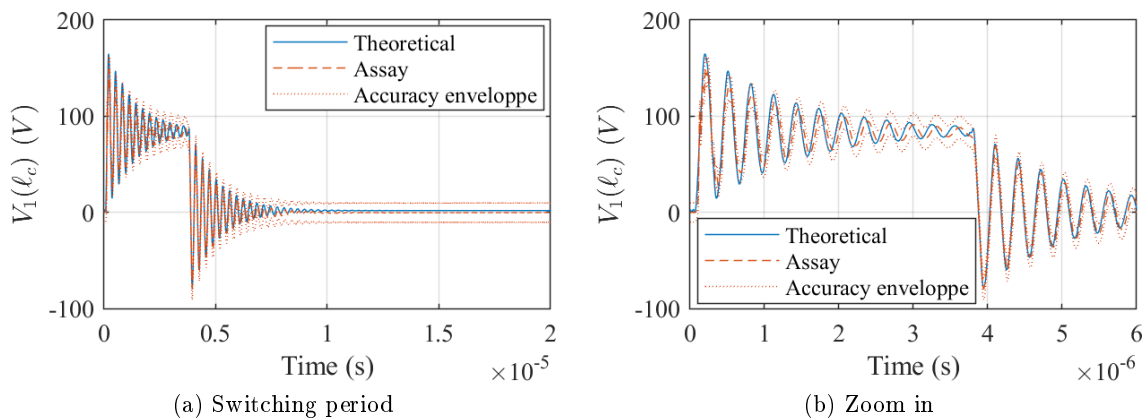 200
100
0
-100
V₁(ℓ_c) (V)
Theoretical
Assay
Accuracy enveloppe
0
0.5
1
1.5
2
Time (s)
×10⁻⁵
(a) Switching period
200
100
0
-100
V₁(ℓ_c) (V)
Theoretical
Assay
Accuracy enveloppe
0
1
2
3
4
5
6
Time (s)
×10⁻⁶
(b) Zoom in